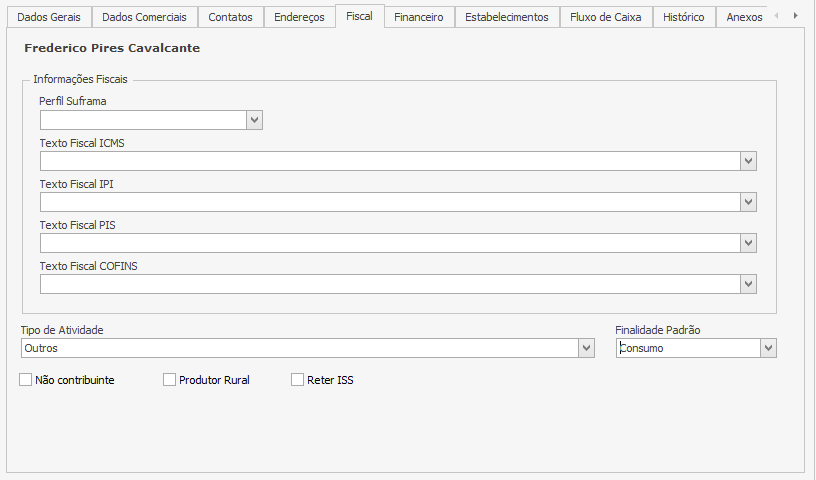 Dados Gerais Dados Comerciais Contatos Endereços Fiscal Financeiro Estabelecimentos Fluxo de Caixa Histórico Anexos
Frederico Pires Cavalcante
Informações Fiscais
Perfil Suframa
Texto Fiscal ICMS
Texto Fiscal IPI
Texto Fiscal PIS
Texto Fiscal COFINS
Tipo de Atividade Finalidade Padrão
Outros Consumo
Não contribuinte Produtor Rural Reter ISS